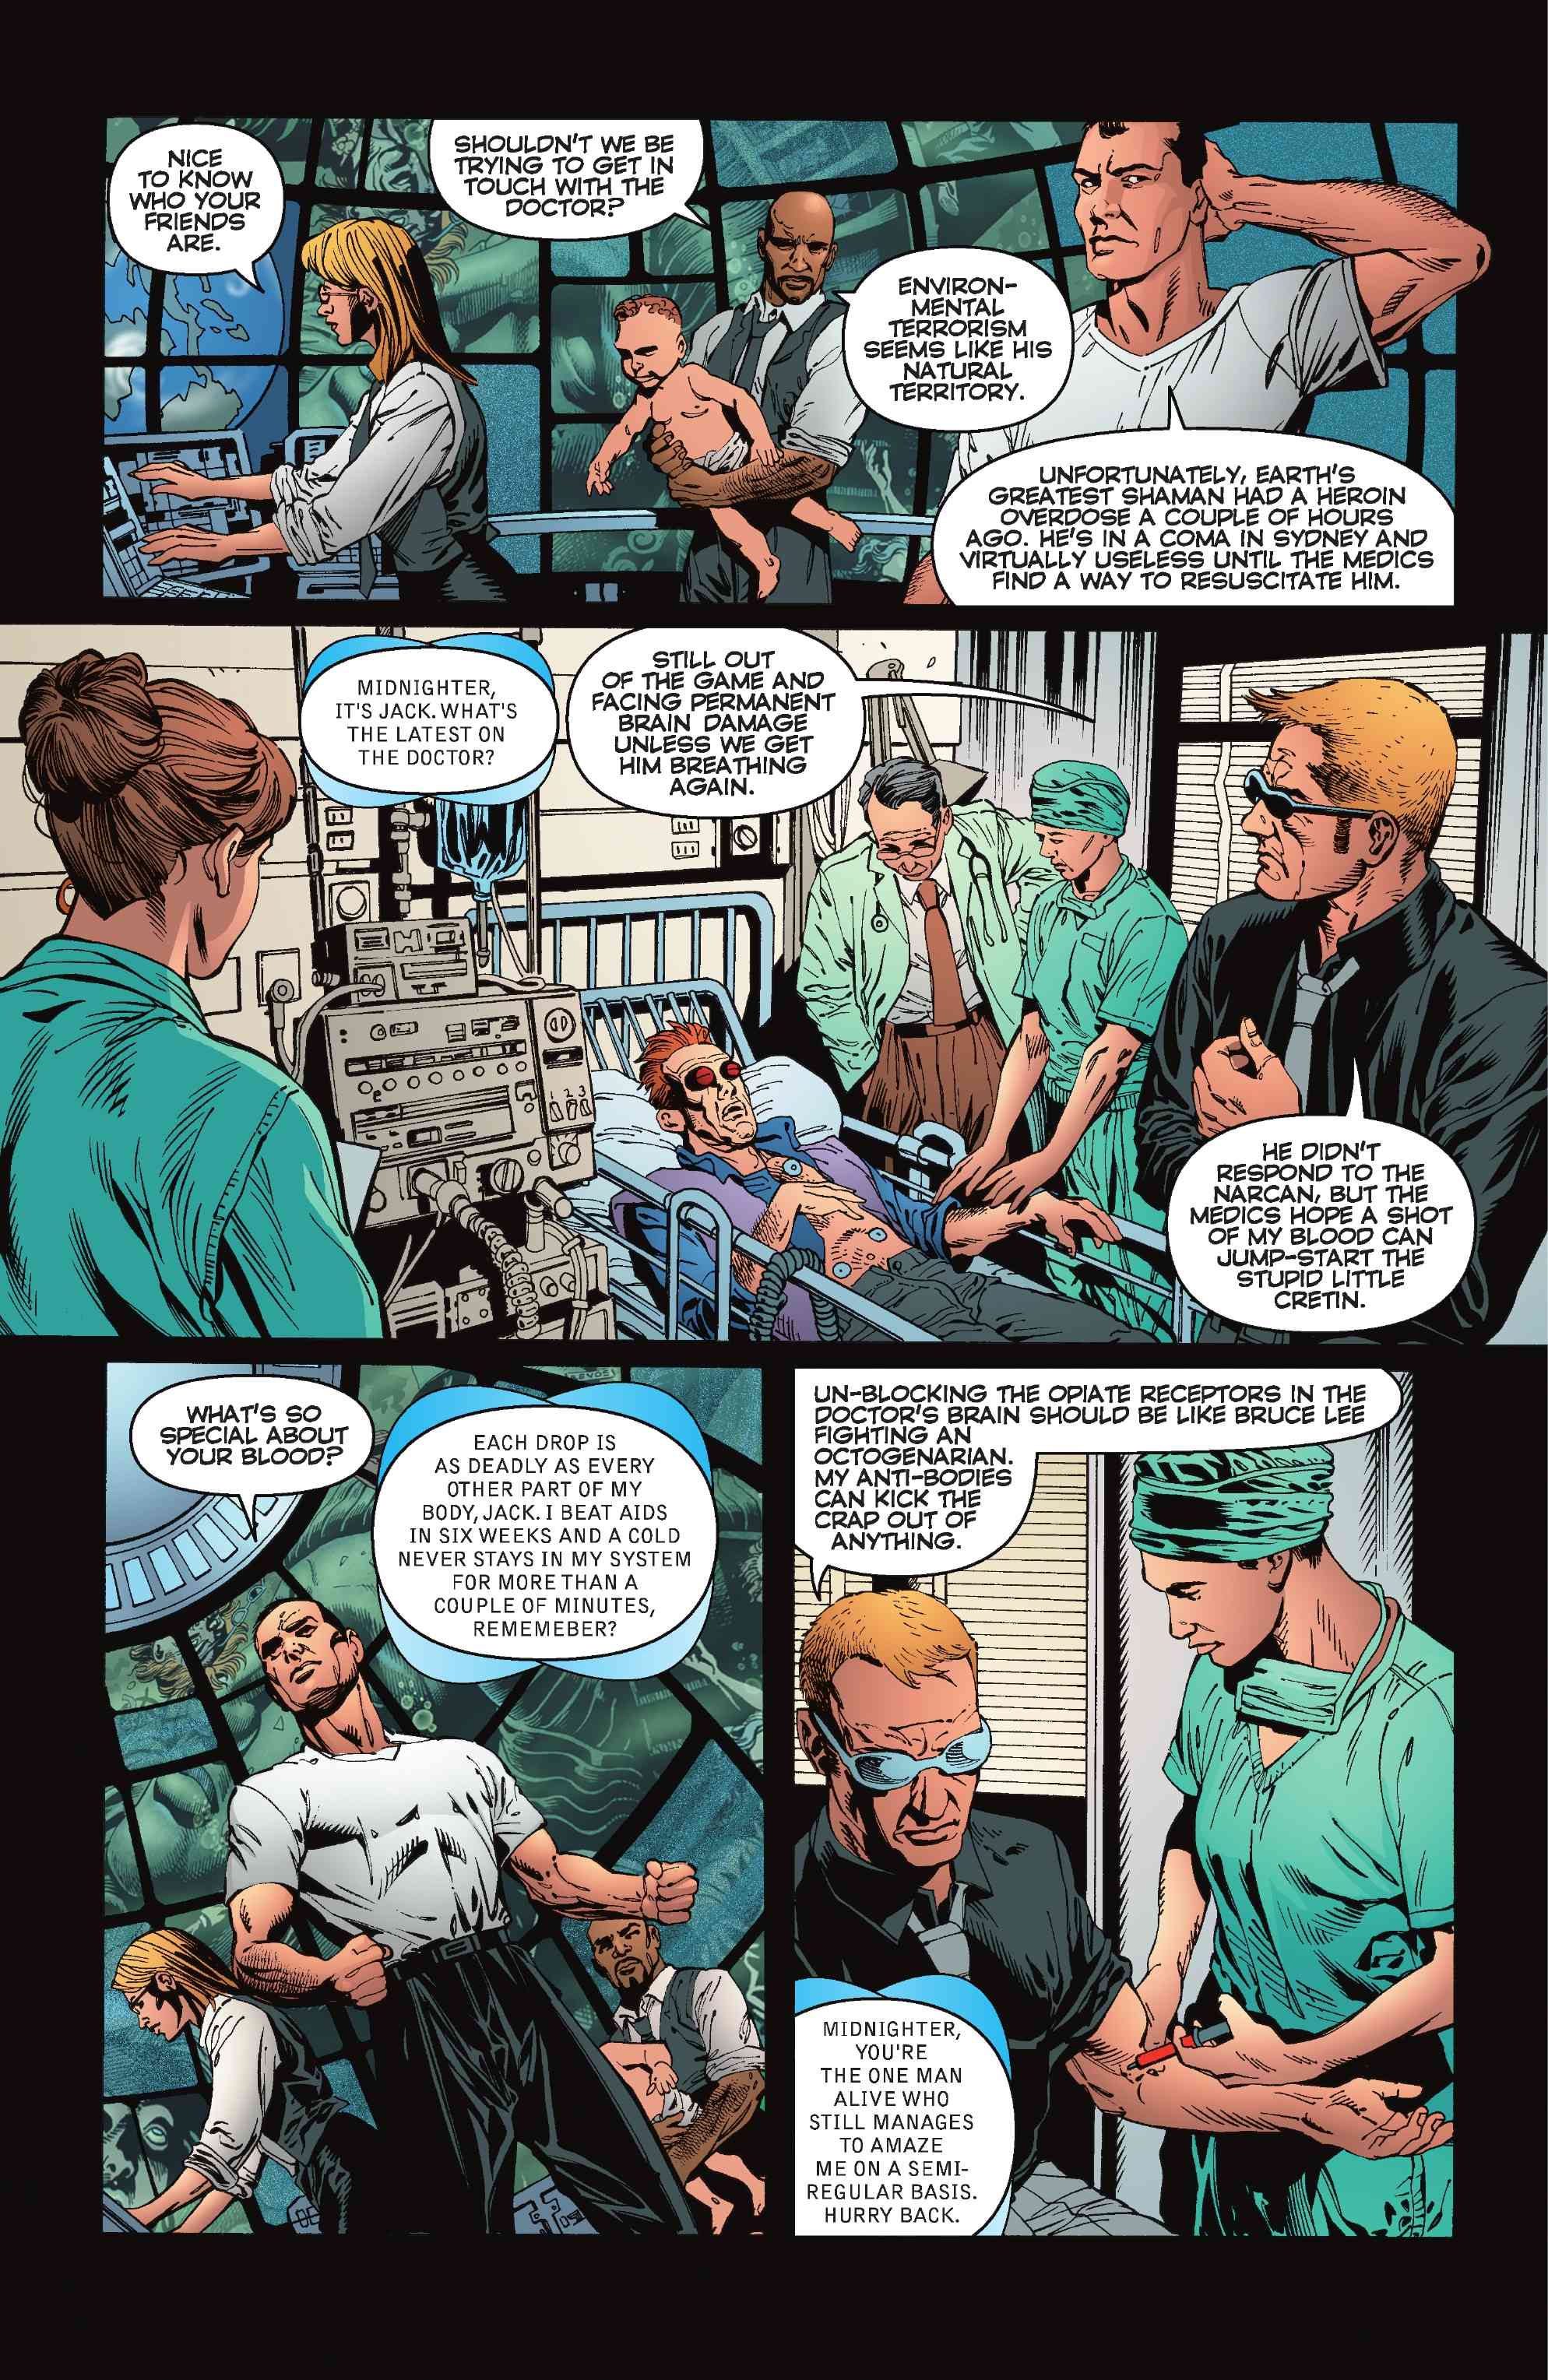 NICE
TO KNOW
WHO YOUR
FRIENDS
ARE.
SHOULDN'T WE BE
TRYING TO GET IN
TOUCH WITH THE
DOCTOR?
ENVIRON-
MENTAL
TERRORISM
SEEMS LIKE HIS
NATURAL
TERRITORY.
UNFORTUNATELY, EARTH'S
GREATEST SHAMAN HAD A HEROIN
OVERDOSE A COUPLE OF HOURS
AGO. HE'S IN A COMA IN SYDNEY AND
VIRTUALLY USELESS UNTIL THE MEDICS
FIND A WAY TO RESUSCITATE HIM.
MIDNIGHTER,
IT'S JACK. WHAT'S
THE LATEST ON
THE DOCTOR?
STILL OUT
OF THE GAME AND
FACING PERMANENT
BRAIN DAMAGE
UNLESS WE GET
HIM BREATHING
AGAIN.
1 2 3
HE DIDN'T
RESPOND TO THE
NARCAN, BUT THE
MEDICS HOPE A SHOT
OF MY BLOOD CAN
JUMP-START THE
STUPID LITTLE
CRETIN.
WHAT'S SO
SPECIAL ABOUT
YOUR BLOOD?
EACH DROP IS
AS DEADLY AS EVERY
OTHER PART OF MY
BODY, JACK. I BEAT AIDS
IN SIX WEEKS AND A COLD
NEVER STAYS IN MY SYSTEM
FOR MORE THAN A
COUPLE OF MINUTES,
REMEMEBER?
UN-BLOCKING THE OPIATE RECEPTORS IN THE
DOCTOR'S BRAIN SHOULD BE LIKE BRUCE LEE
FIGHTING AN
OCTOGENARIAN.
MY ANTI-BODIES
CAN KICK THE
CRAP OUT OF
ANYTHING.
MIDNIGHTER,
YOU'RE
THE ONE MAN
ALIVE WHO
STILL MANAGES
TO AMAZE
ME ON A SEMI-
REGULAR BASIS.
HURRY BACK.